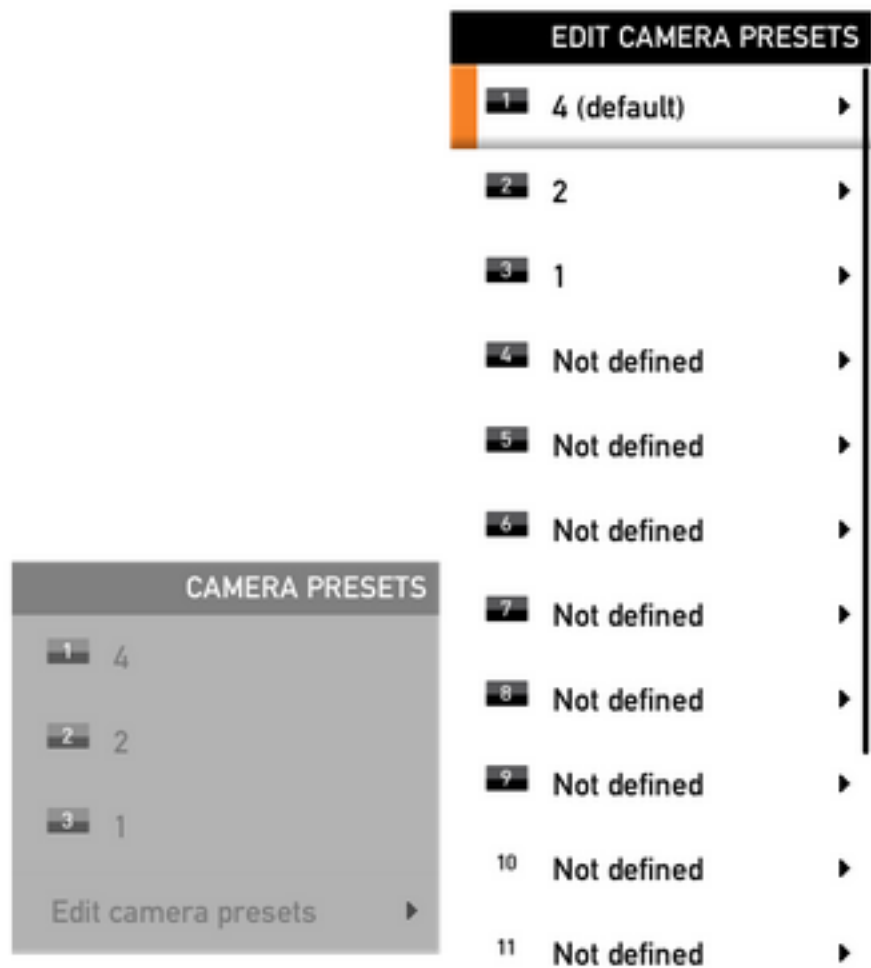 EDIT CAMERA PRESETS
1 4 (default)
2 2
3 1
4 Not defined
5 Not defined
6 Not defined
7 Not defined
8 Not defined
9 Not defined
10 Not defined
11 Not defined
CAMERA PRESETS
1 4
2 2
3 1
Edit camera presets